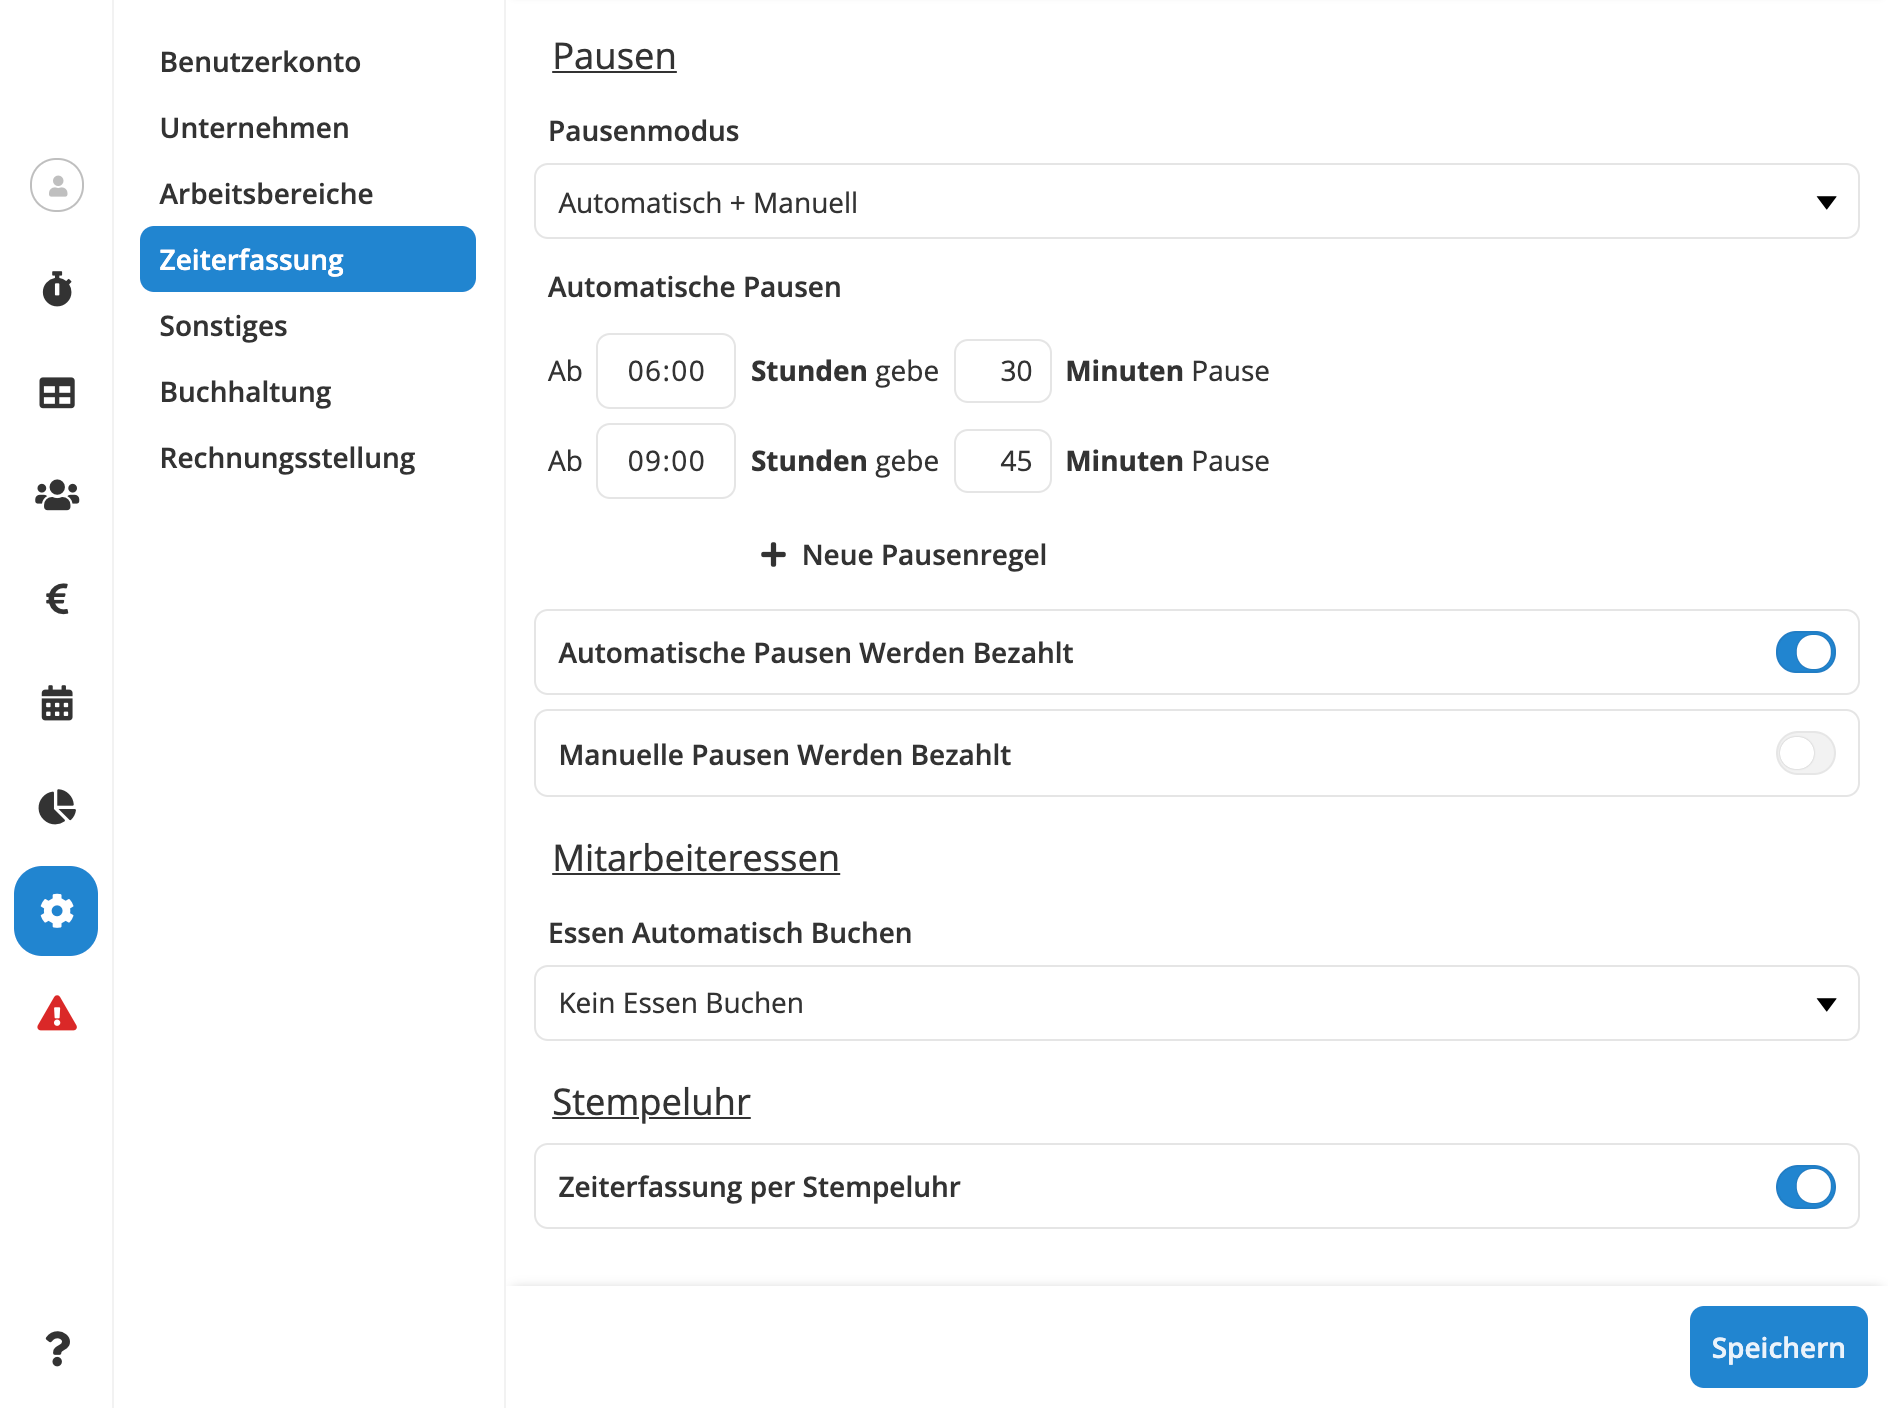 Benutzerkonto
Unternehmen
Arbeitsbereiche
Zeiterfassung
Sonstiges
Buchhaltung
Rechnungsstellung
Pausen
Pausenmodus
Automatisch + Manuell
Automatische Pausen
Ab 06:00 Stunden gebe 30 Minuten Pause
Ab 09:00 Stunden gebe 45 Minuten Pause
+ Neue Pausenregel
Automatische Pausen Werden Bezahlt
Manuelle Pausen Werden Bezahlt
Mitarbeiteressen
Essen Automatisch Buchen
Kein Essen Buchen
Stempeluhr
Zeiterfassung per Stempeluhr
Speichern